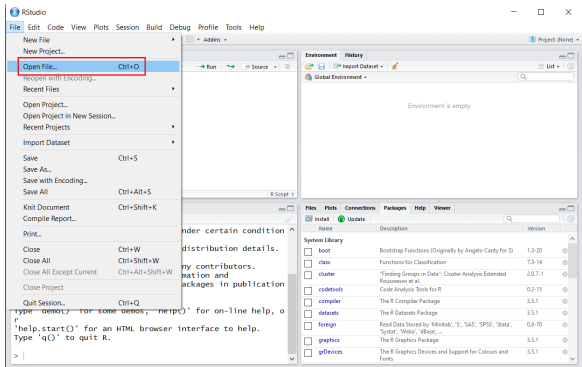 RStudio
File Edit Code View Plots Session Build Debug Profile Tools Help
New File
New Project...
Open File... Ctrl+O
Reopen with Encoding...
Recent Files
Open Project...
Open Project in New Session...
Recent Projects
Import Dataset
Save Ctrl+S
Save As...
Save with Encoding...
Save All Ctrl+Alt+S
Knit Document Ctrl+Shift+K
Compile Report...
Print...
Close Ctrl+W
Close All Ctrl+Shift+W
Close All Except Current Ctrl+Alt+Shift+W
Close Project
Quit Session... Ctrl+Q
Addins
Project: (None)
Run Source
R Script
nder certain condition
distribution details.
ny contributors.
mation and
ackages in publication
Type 'demo()' for some demos, 'help()' for on-line help, o
r
'help.start()' for an HTML browser interface to help.
Type 'q()' to quit R.
>
Environment History
Import Dataset List
Global Environment
Environment is empty
Files Plots Connections Packages Help Viewer
Install Update
Name Description Version
System Library
boot Bootstrap Functions (Originally by Angelo Canty for S) 1.3-20
class Functions for Classification 7.3-14
cluster "Finding Groups in Data": Cluster Analysis Extended Rousseeuw et al. 2.0.7-1
codetools Code Analysis Tools for R 0.2-15
compiler The R Compiler Package 3.5.1
datasets The R Datasets Package 3.5.1
foreign Read Data Stored by 'Minitab', 'S', 'SAS', 'SPSS', 'Stata', 'Systat', 'Weka', 'dBase', ... 0.8-70
graphics The R Graphics Package 3.5.1
grDevices The R Graphics Devices and Support for Colours and Fonts 3.5.1